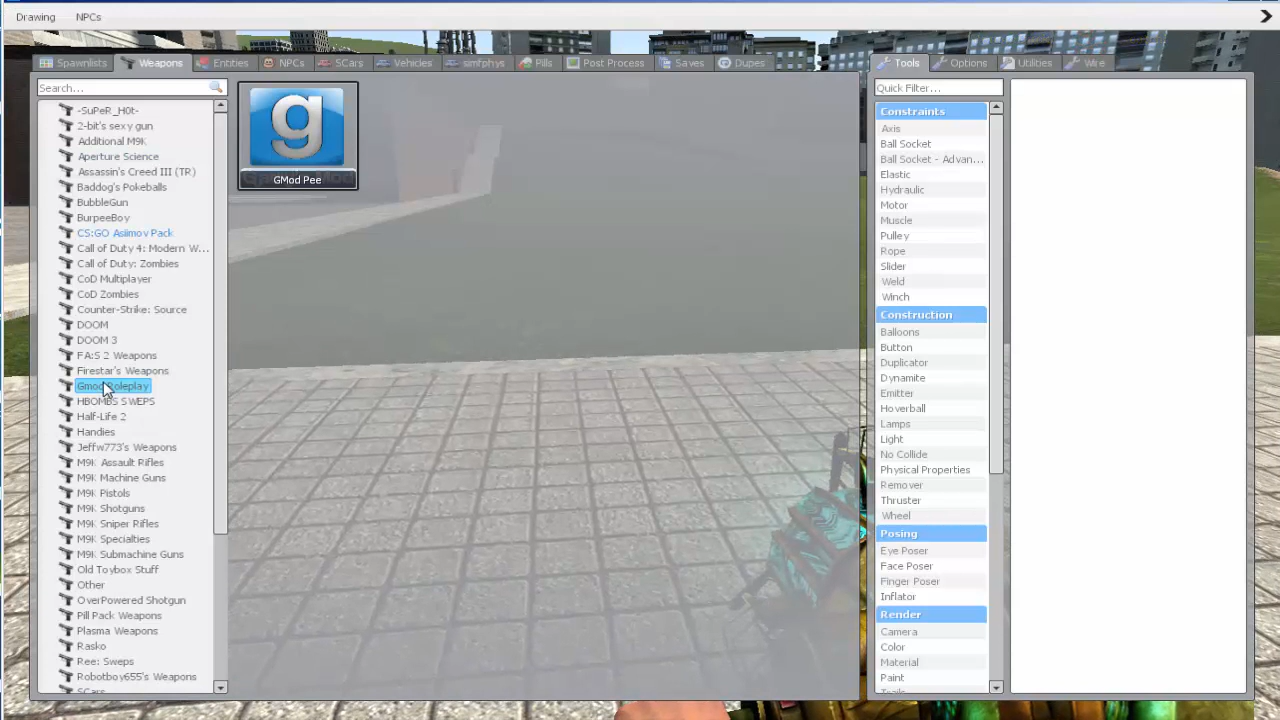 Drawing NPCs
Spawnlists Weapons Entities NPCs SCars Vehicles simfphys Pills Post Process Saves Dupes
Tools Options Utilities Wire
Search...
-SuPeR_H0t-
2-bit's sexy gun
Additional M9K
Aperture Science
Assassin's Creed III (TR)
Baddog's Pokeballs
BubbleGun
BurpeeBoy
CS:GO Asiimov Pack
Call of Duty 4: Modern W...
Call of Duty: Zombies
CoD Multiplayer
CoD Zombies
Counter-Strike: Source
DOOM
DOOM 3
FA:S 2 Weapons
Firestar's Weapons
Gmod Roleplay
HBOMBS SWEPS
Half-Life 2
Handies
Jeffw773's Weapons
M9K Assault Rifles
M9K Machine Guns
M9K Pistols
M9K Shotguns
M9K Sniper Rifles
M9K Specialties
M9K Submachine Guns
Old Toybox Stuff
Other
OverPowered Shotgun
Pill Pack Weapons
Plasma Weapons
Rasko
Ree: Sweps
Robotboy655's Weapons
SCars
g
GMod Pee
Quick Filter...
Constraints
Axis
Ball Socket
Ball Socket - Advan...
Elastic
Hydraulic
Motor
Muscle
Pulley
Rope
Slider
Weld
Winch
Construction
Balloons
Button
Duplicator
Dynamite
Emitter
Hoverball
Lamps
Light
No Collide
Physical Properties
Remover
Thruster
Wheel
Posing
Eye Poser
Face Poser
Finger Poser
Inflator
Render
Camera
Color
Material
Paint
Trails